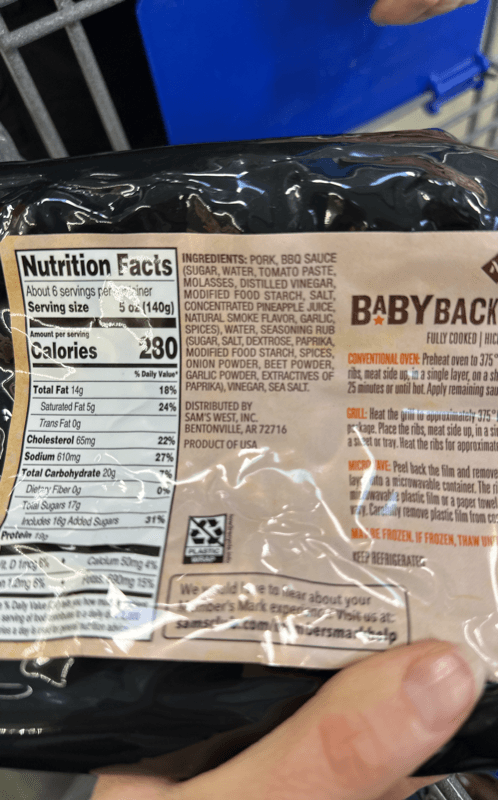 Nutrition Facts
About 6 servings per container
Serving size 5 oz (140g)
Amount per serving
Calories 280
% Daily Value*
Total Fat 14g 18%
Saturated Fat 5g 24%
Trans Fat 0g
Cholesterol 65mg 22%
Sodium 610mg 27%
Total Carbohydrate 20g 7%
Dietary Fiber 0g 0%
Total Sugars 17g
Includes 16g Added Sugars 31%
Protein 19g
Calcium 50mg 4%
15%
INGREDIENTS: PORK, BBQ SAUCE
(SUGAR, WATER, TOMATO PASTE,
MOLASSES, DISTILLED VINEGAR,
MODIFIED FOOD STARCH, SALT,
CONCENTRATED PINEAPPLE JUICE,
NATURAL SMOKE FLAVOR, GARLIC,
SPICES), WATER, SEASONING RUB
(SUGAR, SALT, DEXTROSE, PAPRIKA,
MODIFIED FOOD STARCH, SPICES,
ONION POWDER, BEET POWDER,
GARLIC POWDER, EXTRACTIVES OF
PAPRIKA), VINEGAR, SEA SALT.
DISTRIBUTED BY
SAM'S WEST, INC.
BENTONVILLE, AR 72716
PRODUCT OF USA
PLASTIC
We would love to hear about your
Member's Mark experience. Visit us at:
BABY BACK
FULLY COOKED | HIC
CONVENTIONAL OVEN: Preheat oven to 375°
ribs, meat side up, in a single layer, on a sh
25 minutes or until hot. Apply remaining sau
GRILL: Heat the grill to approximately 375°
package. Place the ribs, meat side up, in a sin
a sheet or tray. Heat the ribs for approximat
MICROWAVE: Peel back the film and remove
into a microwavable container. The ri
microwavable plastic film or a paper towel
Carefully remove plastic film from co
MAY BE FROZEN. IF FROZEN, THAW UN
KEEP REFRIGERATED